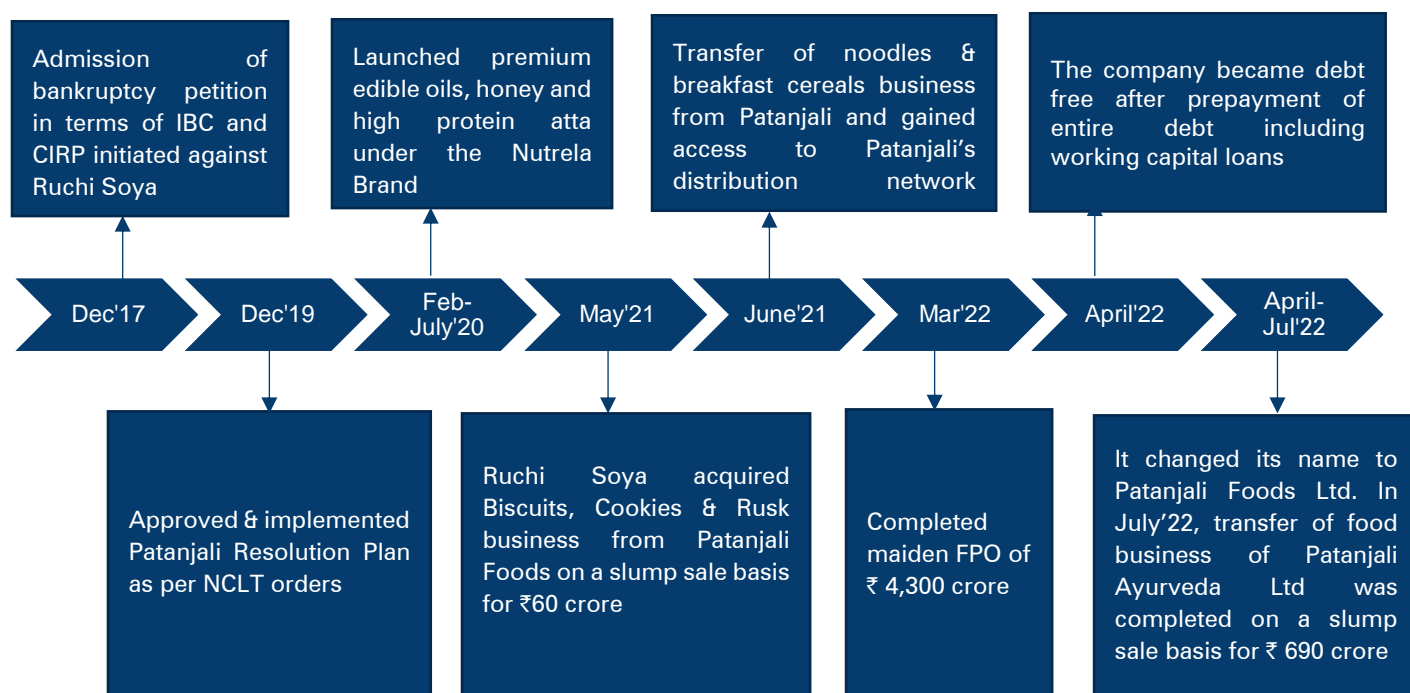 Admission of
bankruptcy petition
in terms of IBC and
CIRP initiated against
Ruchi Soya
Launched premium
edible oils, honey and
high protein atta
under the Nutrela
Brand
Transfer of noodles &
breakfast cereals business
from Patanjali and gained
access to Patanjali's
distribution network
The company became debt
free after prepayment of
entire debt including
working capital loans
Dec'17
Dec'19
Feb-
July'20
May'21
June'21
Mar'22
April'22
April-
Jul'22
Approved & implemented
Patanjali Resolution Plan
as per NCLT orders
Ruchi Soya acquired
Biscuits, Cookies & Rusk
business from Patanjali
Foods on a slump sale basis
for ₹60 crore
Completed
maiden FPO of
₹ 4,300 crore
It changed its name to
Patanjali Foods Ltd. In
July’22, transfer of food
business of Patanjali
Ayurveda Ltd was
completed on a slump
sale basis for ₹ 690 crore